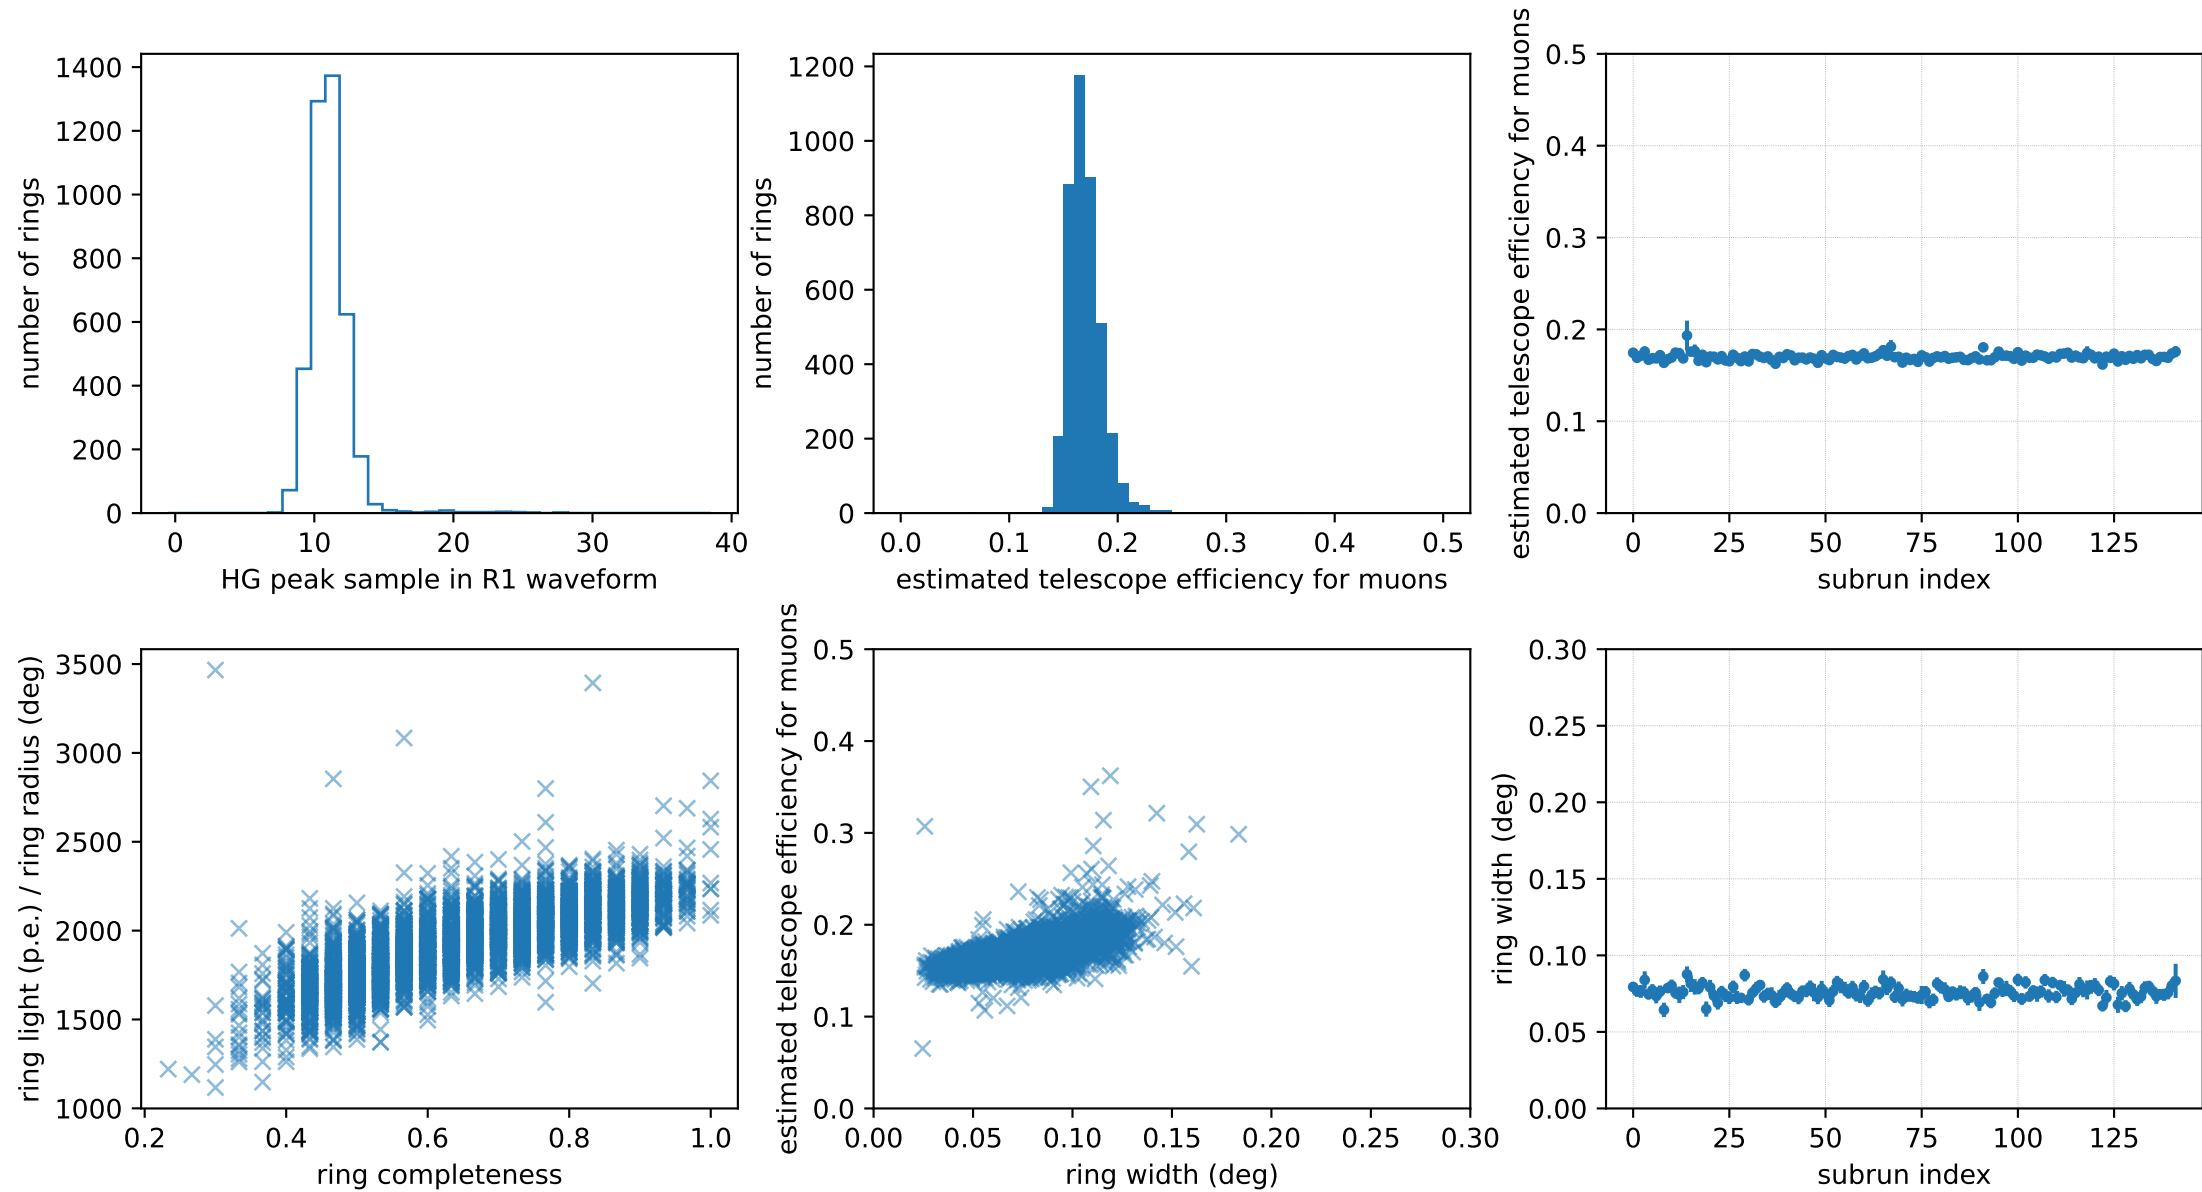 number of rings
1400
1200
1000
800
600
400
200
0
0 10 20 30 40
HG peak sample in R1 waveform
number of rings
1200
1000
800
600
400
200
0
0.0 0.1 0.2 0.3 0.4 0.5
estimated telescope efficiency for muons
estimated telescope efficiency for muons
0.5
0.4
0.3
0.2
0.1
0.0
0 25 50 75 100 125
subrun index
ring light (p.e.) / ring radius (deg)
3500
3000
2500
2000
1500
1000
0.2 0.4 0.6 0.8 1.0
ring completeness
estimated telescope efficiency for muons
0.5
0.4
0.3
0.2
0.1
0.0
0.00 0.05 0.10 0.15 0.20 0.25 0.30
ring width (deg)
ring width (deg)
0.30
0.25
0.20
0.15
0.10
0.05
0.00
0 25 50 75 100 125
subrun index